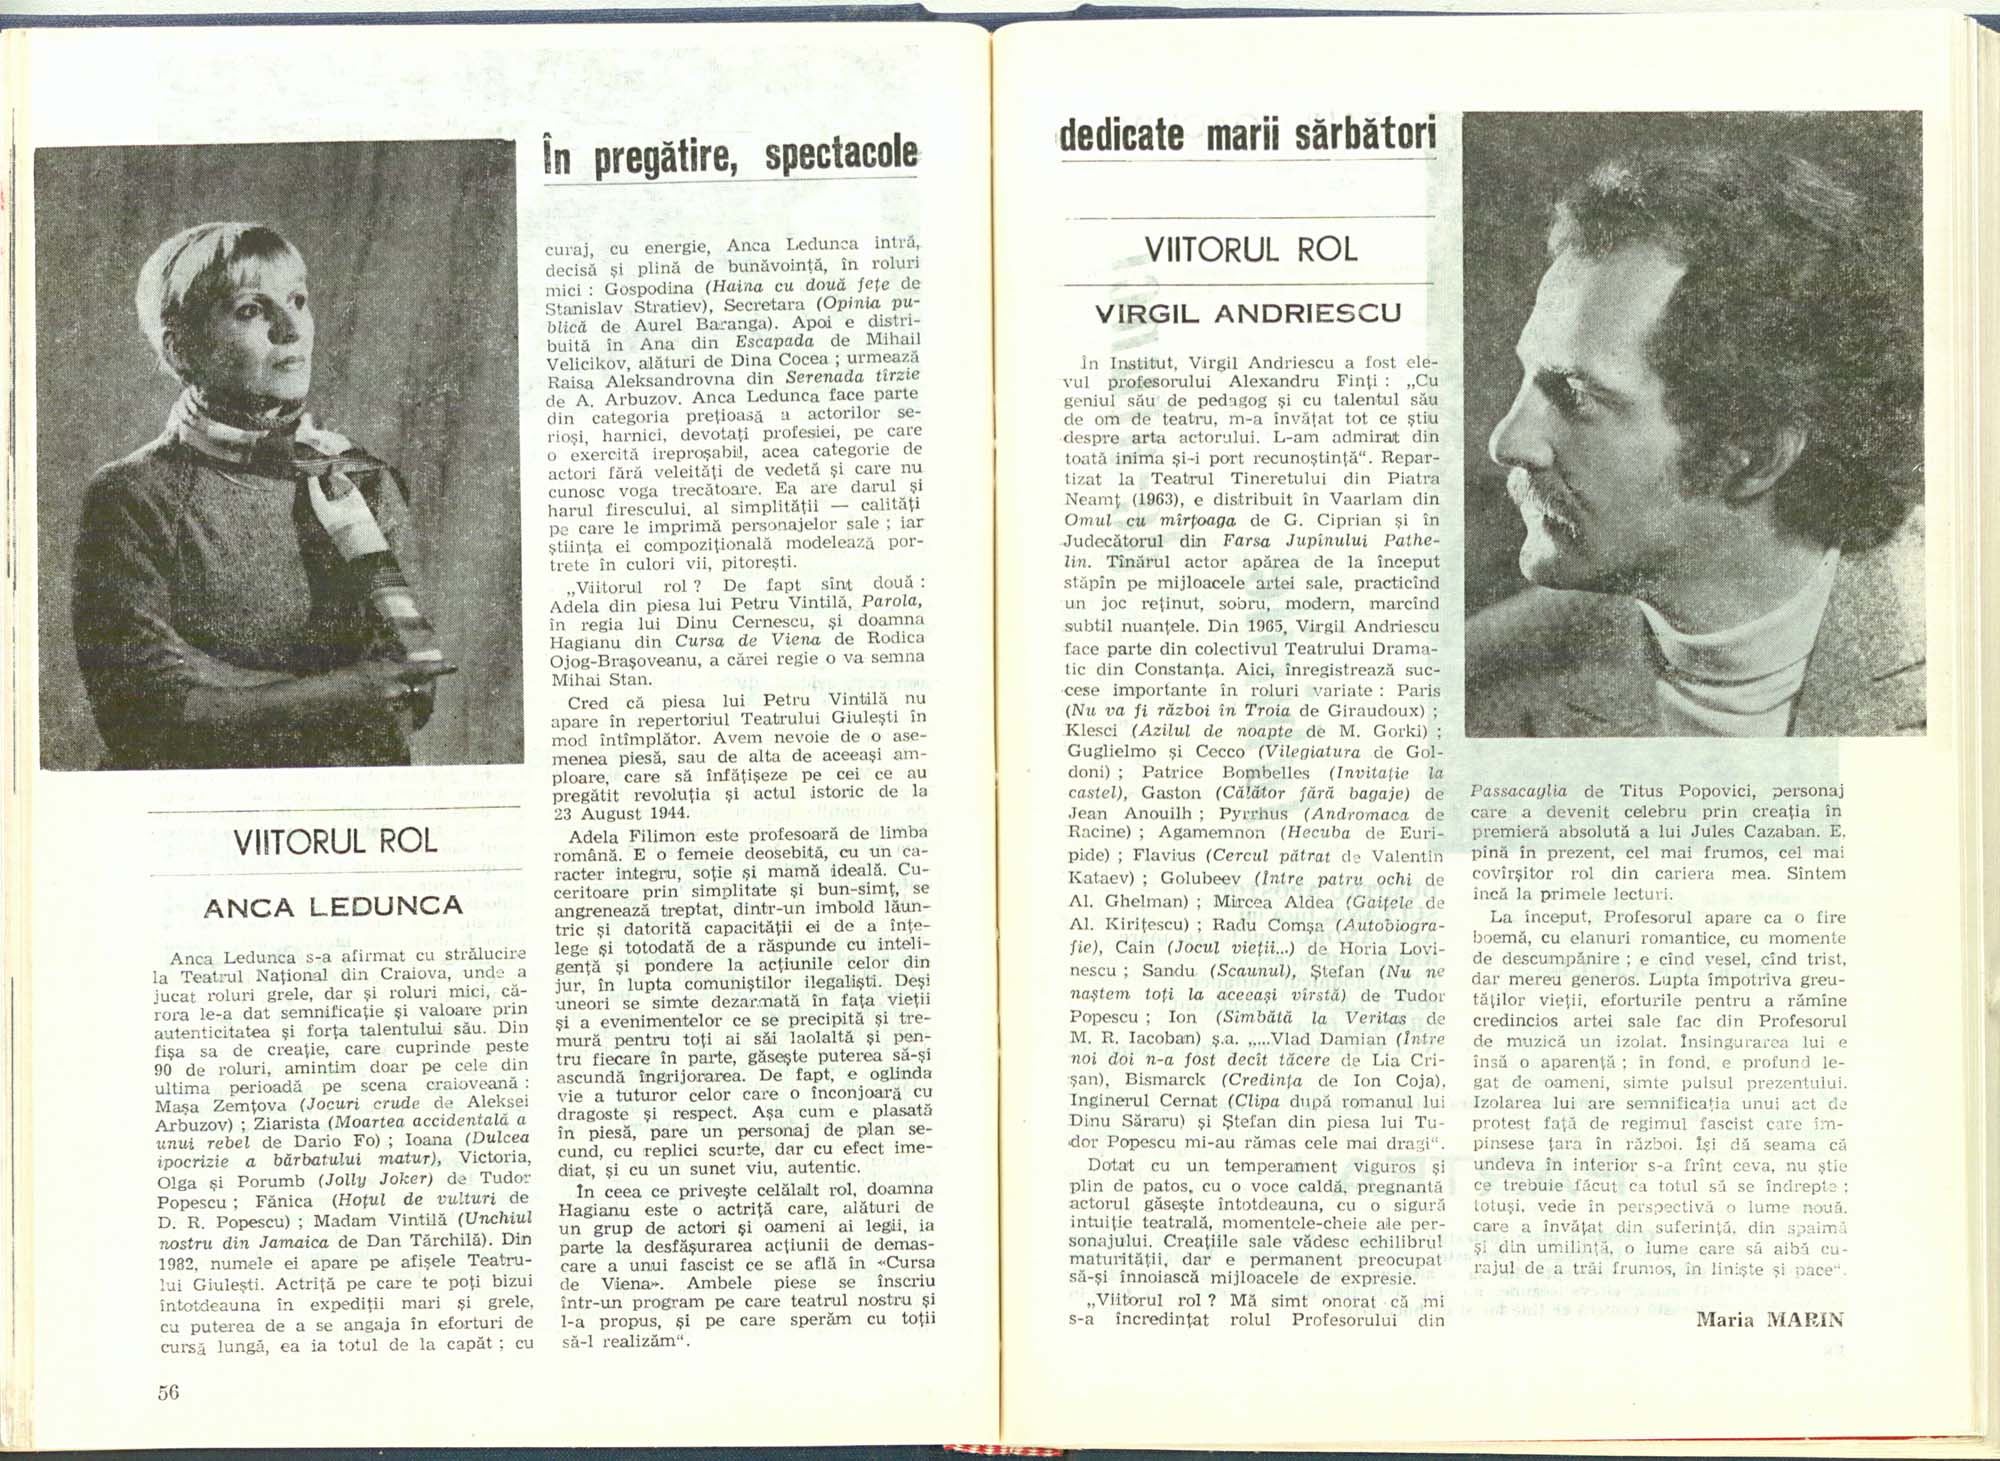 În pregătire, spectacole
VIITORUL ROL
ANCA LEDUNCA
Anca Ledunca s-a afirmat cu strălucire
la Teatrul Național din Craiova, unde a
jucat roluri grele, dar și roluri mici, că-
rora le-a dat semnificație și valoare prin
autenticitatea și forța talentului său. Din
fișa sa de creație, care cuprinde peste
90 de roluri, amintim doar pe cele din
ultima perioadă pe scena craioveană :
Mașa Zemțova (Jocuri crude de Aleksei
Arbuzov) ; Ziarista (Moartea accidentală a
unui rebel de Dario Fo) ; Ioana (Dulcea
ipocrizie a bărbatului matur), Victoria,
Olga și Porumb (Jolly Joker) de Tudor
Popescu ; Fănica (Hoțul de vulturi de
D. R. Popescu) ; Madam Vintilă (Unchiul
nostru din Jamaica de Dan Tărchilă). Din
1982, numele ei apare pe afișele Teatru-
lui Giulești. Actriță pe care te poți bizui
întotdeauna în expediții mari și grele,
cu puterea de a se angaja în eforturi de
cursă lungă, ea ia totul de la capăt ; cu
curaj, cu energie, Anca Ledunca intră,
decisă și plină de bunăvoință, în roluri
mici : Gospodina (Haina cu două fețe de
Stanislav Stratiev), Secretara (Opinia pu-
blică de Aurel Baranga). Apoi e distri-
buită în Ana din Escapada de Mihail
Velicikov, alături de Dina Cocea ; urmează
Raisa Aleksandrovna din Serenada tîrzie
de A. Arbuzov. Anca Ledunca face parte
din categoria prețioasă a actorilor se-
rioși, harnici, devotați profesiei, pe care
o exercită ireproșabil, acea categorie de
actori fără veleități de vedetă și care nu
cunosc voga trecătoare. Ea are darul și
harul firescului, al simplității — calități
pe care le imprimă personajelor sale ; iar
știința ei compozițională modelează por-
trete în culori vii, pitorești.
„Viitorul rol ? De fapt sînt două :
Adela din piesa lui Petru Vintilă, Parola,
în regia lui Dinu Cernescu, și doamna
Hagianu din Cursa de Viena de Rodica
Ojog-Brașoveanu, a cărei regie o va semna
Mihai Stan.
Cred că piesa lui Petru Vintilă nu
apare în repertoriul Teatrului Giulești în
mod întîmplător. Avem nevoie de o ase-
menea piesă, sau de alta de aceeași am-
ploare, care să înfățișeze pe cei ce au
pregătit revoluția și actul istoric de la
23 August 1944.
Adela Filimon este profesoară de limba
română. E o femeie deosebită, cu un ca-
racter integru, soție și mamă ideală. Cu-
ceritoare prin simplitate și bun-simț, se
angrenează treptat, dintr-un imbold lăun-
tric și datorită capacității ei de a înțe-
lege și totodată de a răspunde cu inteli-
gență și pondere la acțiunile celor din
jur, în lupta comuniștilor ilegaliști. Deși
uneori se simte dezarmată în fața vieții
și a evenimentelor ce se precipită și tre-
mură pentru toți ai săi laolaltă și pen-
tru fiecare în parte, găsește puterea să-și
ascundă îngrijorarea. De fapt, e oglinda
vie a tuturor celor care o înconjoară cu
dragoste și respect. Așa cum e plasată
în piesă, pare un personaj de plan se-
cund, cu replici scurte, dar cu efect ime-
diat, și cu un sunet viu, autentic.
În ceea ce privește celălalt rol, doamna
Hagianu este o actriță care, alături de
un grup de actori și oameni ai legii, ia
parte la desfășurarea acțiunii de demas-
care a unui fascist ce se află în «Cursa
de Viena». Ambele piese se înscriu
într-un program pe care teatrul nostru și
l-a propus, și pe care sperăm cu toții
să-l realizăm“.
56
dedicate marii sărbători
VIITORUL ROL
VIRGIL ANDRIESCU
În Institut, Virgil Andriescu a fost ele-
vul profesorului Alexandru Finți : „Cu
geniul său de pedagog și cu talentul său
de om de teatru, m-a învățat tot ce știu
despre arta actorului. L-am admirat din
toată inima și-i port recunoștință“. Repar-
tizat la Teatrul Tineretului din Piatra
Neamț (1963), e distribuit în Vaarlam din
Omul cu mîrțoaga de G. Ciprian și în
Judecătorul din Farsa Jupînului Pathe-
lin. Tînărul actor apărea de la început
stăpîn pe mijloacele artei sale, practicînd
un joc reținut, sobru, modern, marcînd
subtil nuanțele. Din 1965, Virgil Andriescu
face parte din colectivul Teatrului Drama-
tic din Constanța. Aici, înregistrează suc-
cese importante în roluri variate : Paris
(Nu va fi război în Troia de Giraudoux) ;
Klesci (Azilul de noapte de M. Gorki) ;
Guglielmo și Cecco (Vilegiatura de Gol-
doni) ; Patrice Bombelles (Invitație la
castel), Gaston (Călător fără bagaje) de
Jean Anouilh ; Pyrrhus (Andromaca de
Racine) ; Agamemnon (Hecuba de Euri-
pide) ; Flavius (Cercul pătrat de Valentin
Kataev) ; Golubeev (Între patru ochi de
Al. Ghelman) ; Mircea Aldea (Gaițele de
Al. Kirițescu) ; Radu Comșa (Autobiogra-
fie), Cain (Jocul vieții...) de Horia Lovi-
nescu ; Sandu (Scaunul), Ștefan (Nu ne
naștem toți la aceeași vîrstă) de Tudor
Popescu ; Ion (Simbătă la Veritas de
M. R. Iacoban) ș.a. „...Vlad Damian (Între
noi doi n-a fost decît tăcere de Lia Cri-
șan), Bismarck (Credința de Ion Coja),
Inginerul Cernat (Clipa după romanul lui
Dinu Săraru) și Ștefan din piesa lui Tu-
dor Popescu mi-au rămas cele mai dragi“.
Dotat cu un temperament viguros și
plin de patos, cu o voce caldă, pregnantă
actorul găsește întotdeauna, cu o sigură
intuiție teatrală, momentele-cheie ale per-
sonajului. Creațiile sale vădesc echilibrul
maturității, dar e permanent preocupat
să-și înnoiască mijloacele de expresie.
„Viitorul rol ? Mă simt onorat că mi
s-a încredințat rolul Profesorului din
Passacaglia de Titus Popovici, personaj
care a devenit celebru prin creația în
premieră absolută a lui Jules Cazaban. E,
pînă în prezent, cel mai frumos, cel mai
covîrșitor rol din cariera mea. Sîntem
încă la primele lecturi.
La început, Profesorul apare ca o fire
boemă, cu elanuri romantice, cu momente
de descumpănire ; e cînd vesel, cînd trist,
dar mereu generos. Lupta împotriva greu-
tăților vieții, eforturile pentru a rămîne
credincios artei sale fac din Profesorul
de muzică un izolat. Însingurarea lui e
însă o aparență ; în fond, e profund le-
gat de oameni, simte pulsul prezentului.
Izolarea lui are semnificația unui act de
protest față de regimul fascist care îm-
pinsese țara în război. Își dă seama că
undeva în interior s-a frînt ceva, nu știe
ce trebuie făcut ca totul să se îndrepte ;
totuși, vede în perspectivă o lume nouă,
care a învățat din suferință, din spaimă
și din umilință, o lume care să aibă cu-
rajul de a trăi frumos, în liniște și pace“.
Maria MARIN